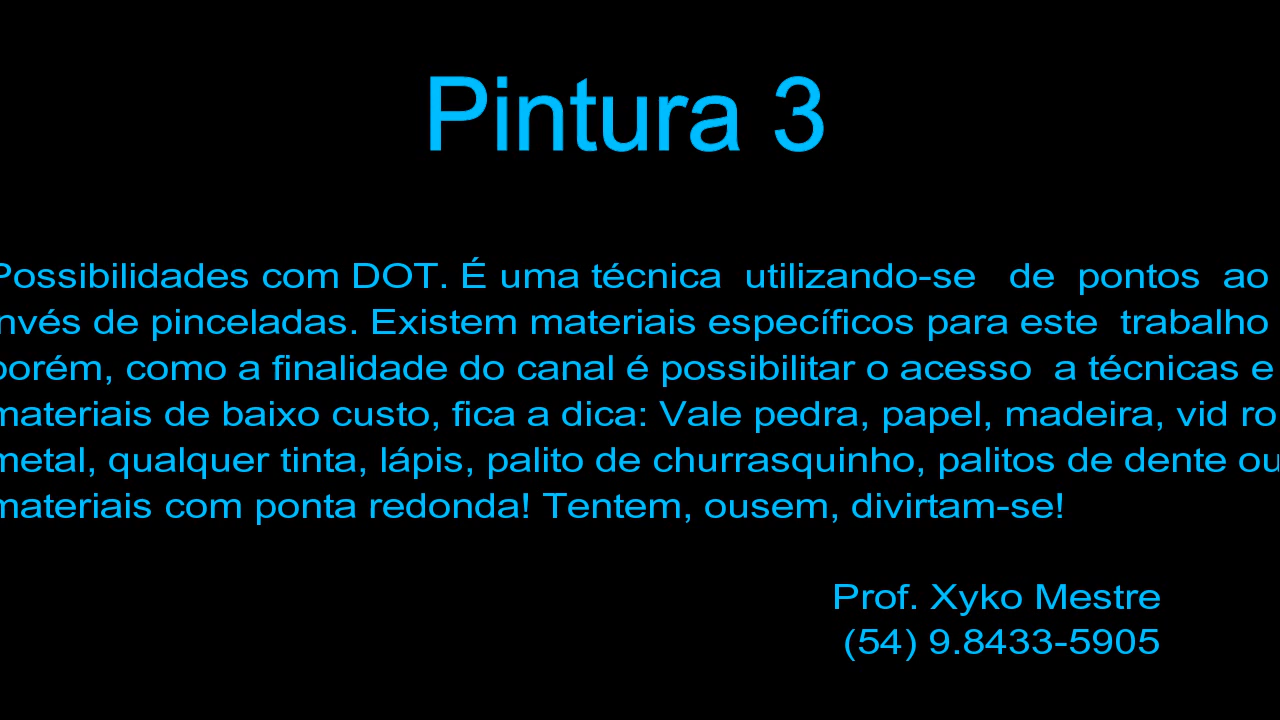 Pintura 3
Possibilidades com DOT. É uma técnica utilizando-se de pontos ao
nvés de pinceladas. Existem materiais específicos para este trabalho
porém, como a finalidade do canal é possibilitar o acesso a técnicas e
materiais de baixo custo, fica a dica: Vale pedra, papel, madeira, vid ro
metal, qualquer tinta, lápis, palito de churrasquinho, palitos de dente ou
materiais com ponta redonda! Tentem, ousem, divirtam-se!
Prof. Xyko Mestre
(54) 9.8433-5905